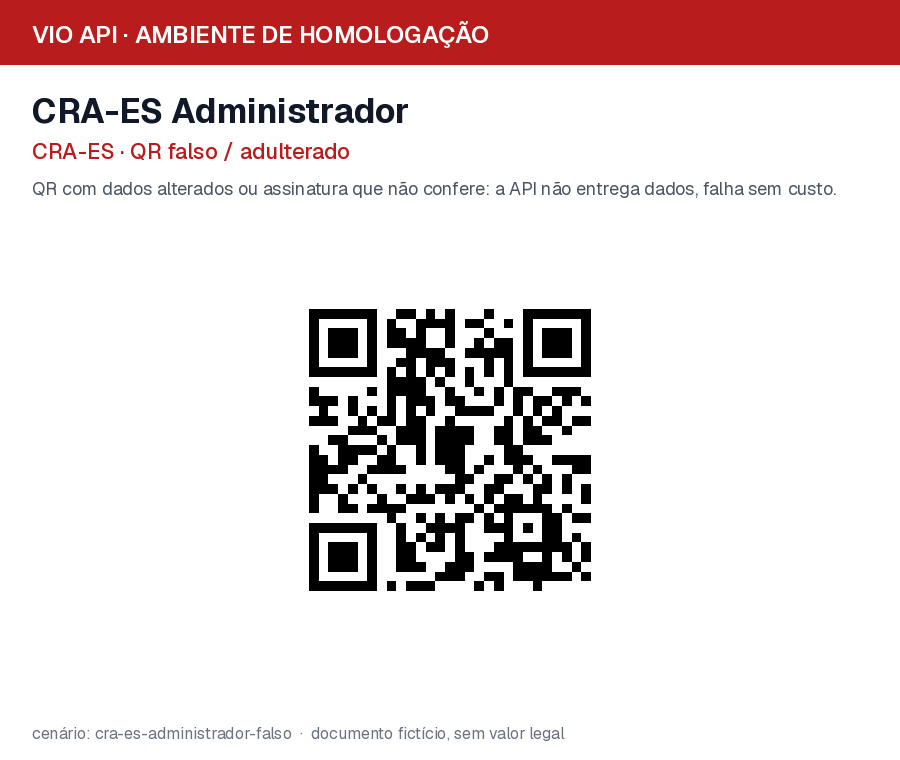 VIO API · AMBIENTE DE HOMOLOGAÇÃO
CRA-ES Administrador
CRA-ES · QR falso / adulterado
QR com dados alterados ou assinatura que não confere: a API não entrega dados, falha sem custo.
cenário: cra-es-administrador-falso · documento fictício, sem valor legal